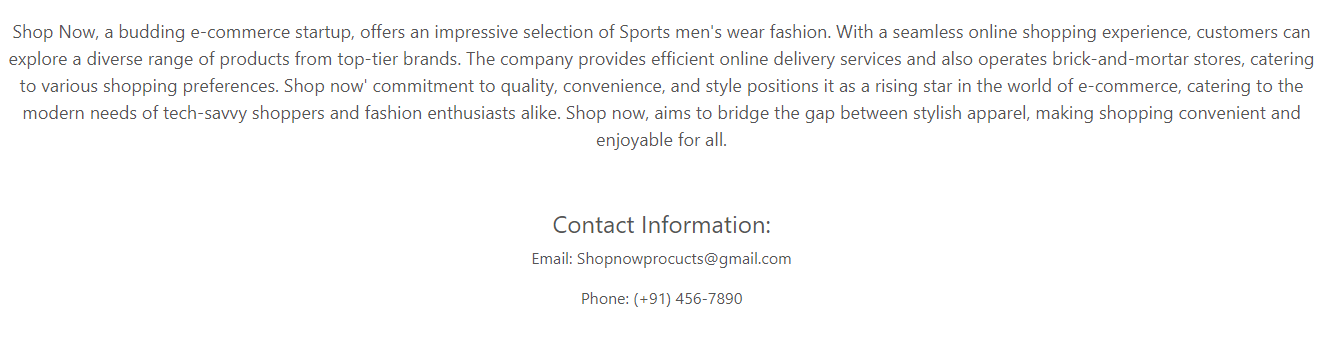 Shop Now, a budding e-commerce startup, offers an impressive selection of Sports men's wear fashion. With a seamless online shopping experience, customers can
explore a diverse range of products from top-tier brands. The company provides efficient online delivery services and also operates brick-and-mortar stores, catering
to various shopping preferences. Shop now' commitment to quality, convenience, and style positions it as a rising star in the world of e-commerce, catering to the
modern needs of tech-savvy shoppers and fashion enthusiasts alike. Shop now, aims to bridge the gap between stylish apparel, making shopping convenient and
enjoyable for all.
Contact Information:
Email: Shopnowprocucts@gmail.com
Phone: (+91) 456-7890